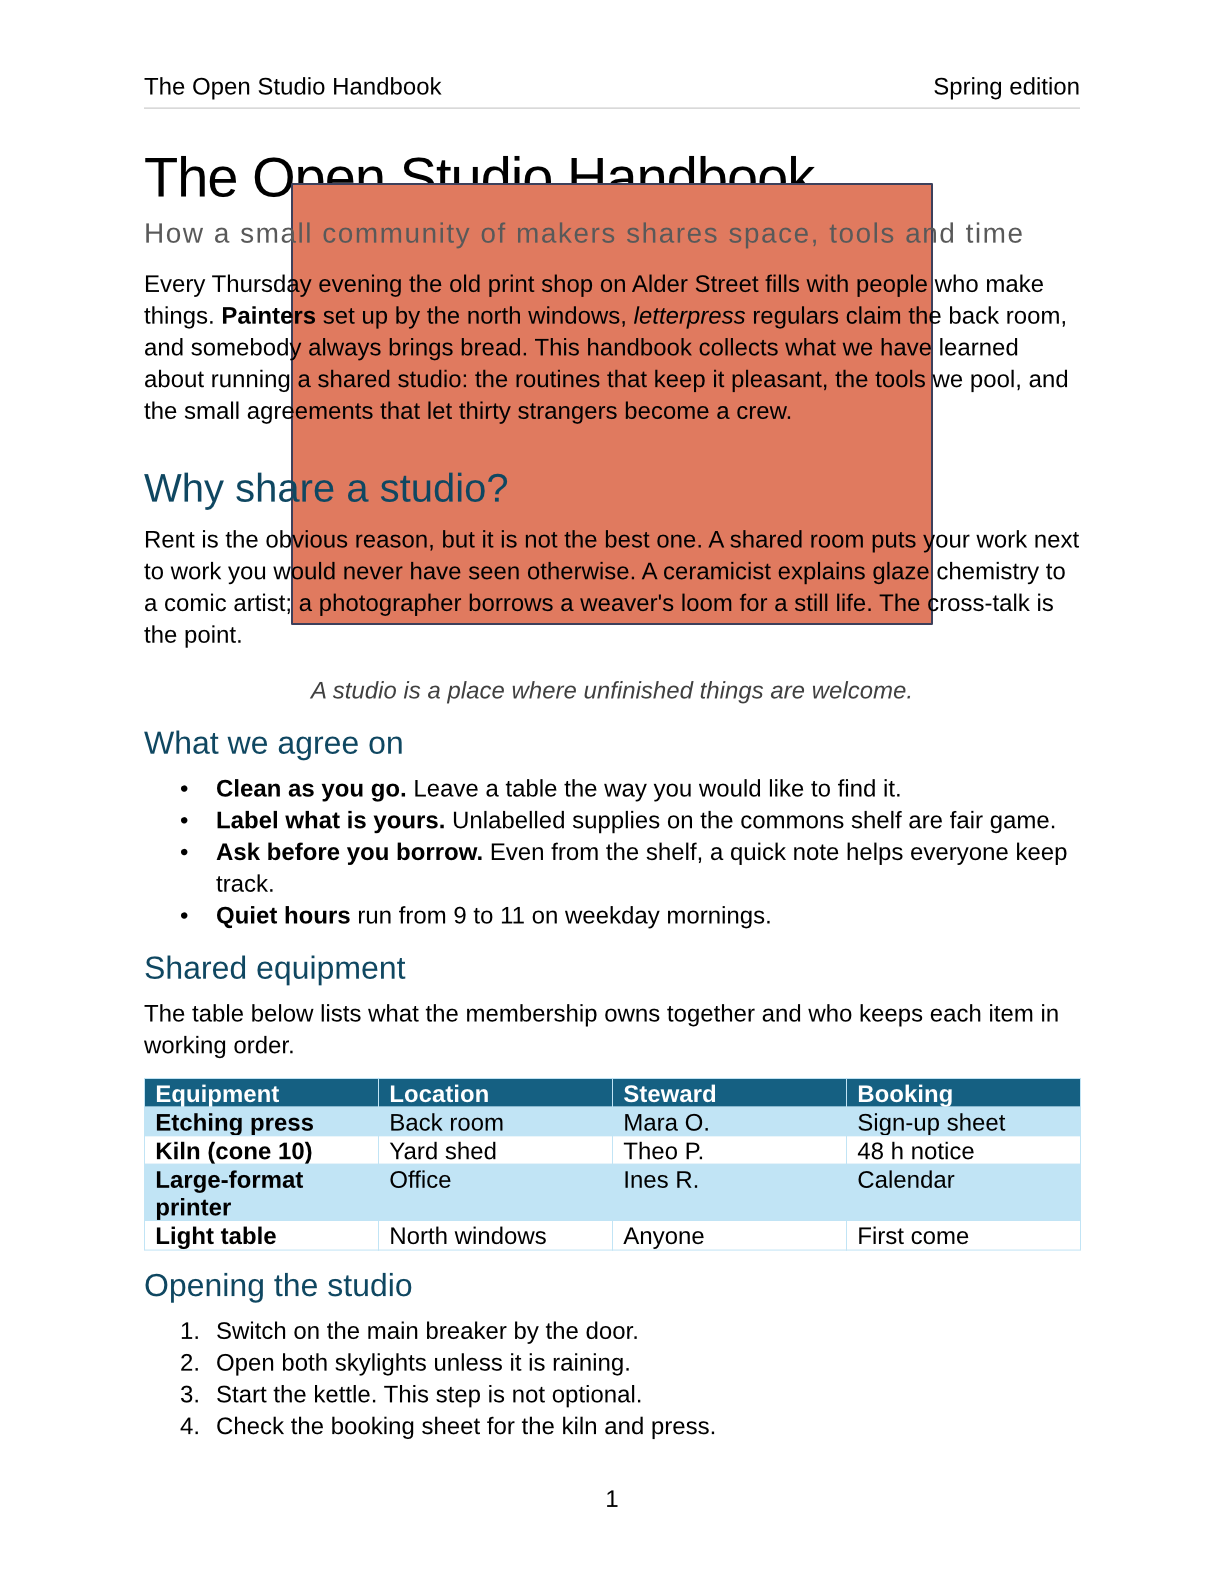 The Open Studio Handbook Spring edition
The Open Studio Handbook
How a small community of makers shares space, tools and time
Every Thursday evening the old print shop on Alder Street fills with people who make
things. Painters set up by the north windows, letterpress regulars claim the back room,
and somebody always brings bread. This handbook collects what we have learned
about running a shared studio: the routines that keep it pleasant, the tools we pool, and
the small agreements that let thirty strangers become a crew.
Why share a studio?
Rent is the obvious reason, but it is not the best one. A shared room puts your work next
to work you would never have seen otherwise. A ceramicist explains glaze chemistry to
a comic artist; a photographer borrows a weaver's loom for a still life. The cross-talk is
the point.
A studio is a place where unfinished things are welcome.
What we agree on
• Clean as you go. Leave a table the way you would like to find it.
• Label what is yours. Unlabelled supplies on the commons shelf are fair game.
• Ask before you borrow. Even from the shelf, a quick note helps everyone keep
track.
• Quiet hours run from 9 to 11 on weekday mornings.
Shared equipment
The table below lists what the membership owns together and who keeps each item in
working order.
Equipment Location Steward Booking
Etching press Back room Mara O. Sign-up sheet
Kiln (cone 10) Yard shed Theo P. 48 h notice
Large-format Office Ines R. Calendar
printer
Light table North windows Anyone First come
Opening the studio
1. Switch on the main breaker by the door.
2. Open both skylights unless it is raining.
3. Start the kettle. This step is not optional.
4. Check the booking sheet for the kiln and press.
1